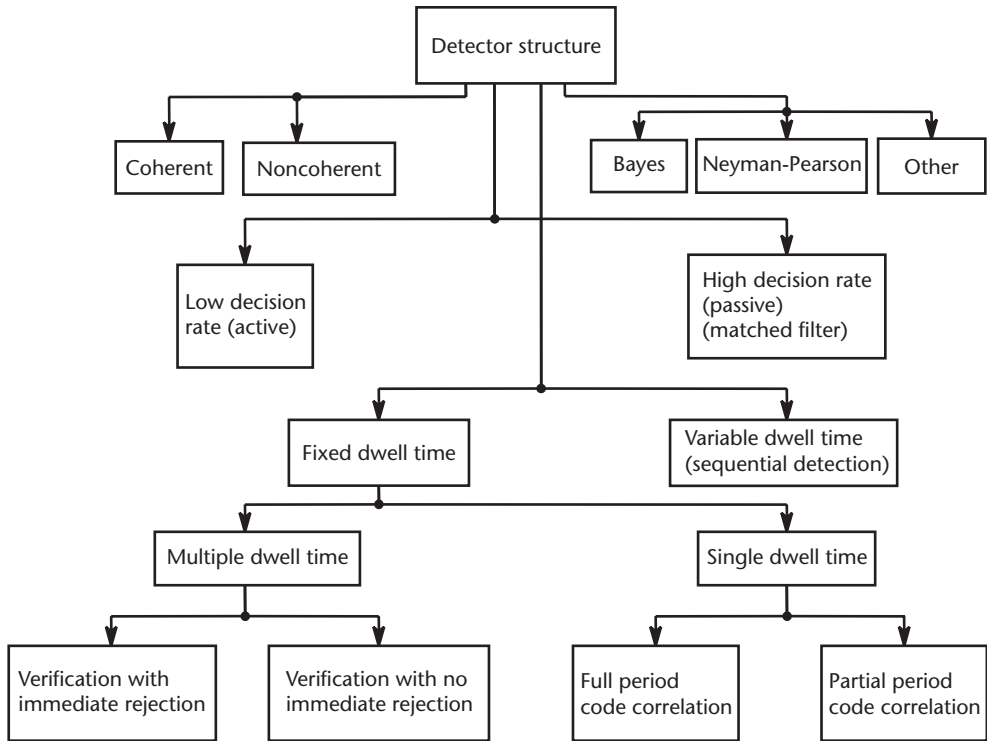 Detector structure
Coherent
Noncoherent
Bayes
Neyman-Pearson
Other
Low decision
rate (active)
High decision rate
(passive)
(matched filter)
Fixed dwell time
Variable dwell time
(sequential detection)
Multiple dwell time
Single dwell time
Verification with
immediate rejection
Verification with no
immediate rejection
Full period
code correlation
Partial period
code correlation